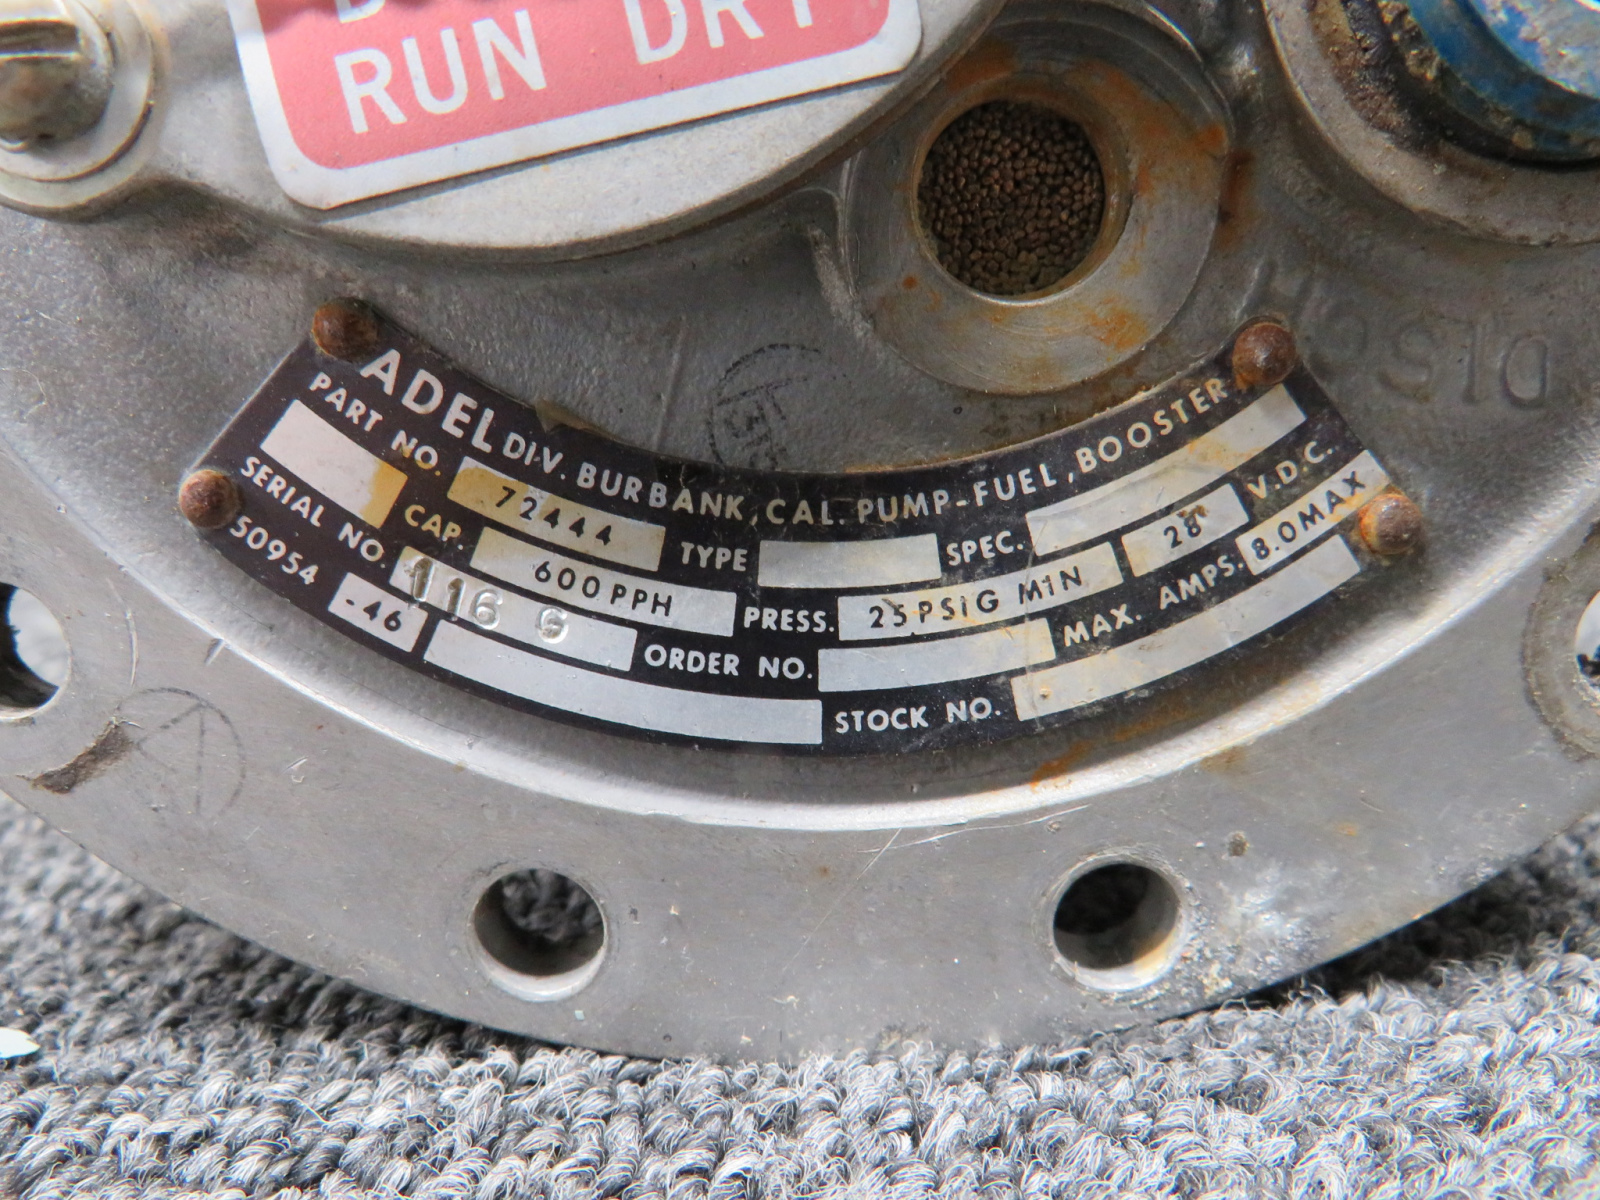 RUN DRY
DISCH
ADEL DIV. BURBANK, CAL. PUMP-FUEL, BOOSTER
PART NO. 72444 TYPE SPEC.
CAP. 600 PPH PRESS. 25 PSIG MIN 28 V.D.C.
SERIAL NO. 116 G ORDER NO. MAX. AMPS. 8.0 MAX
50954 -46 STOCK NO.